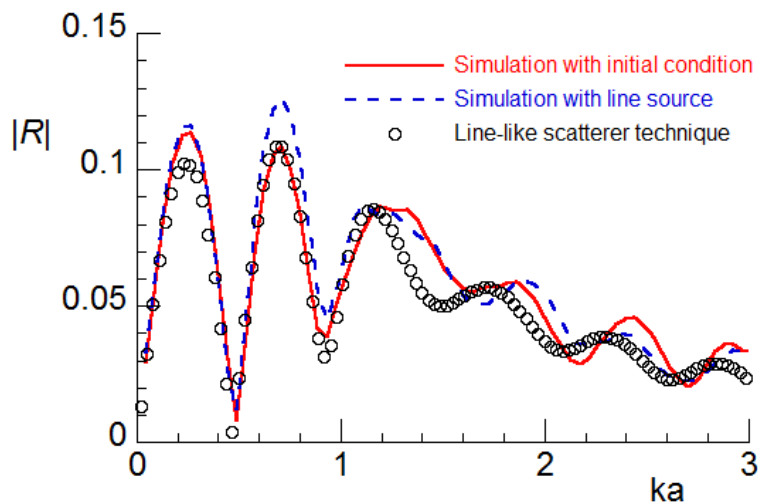 0.15
Simulation with initial condition
Simulation with line source
|R|
Line-like scatterer technique
0.1
0.05
0
0 1 2 3
ka